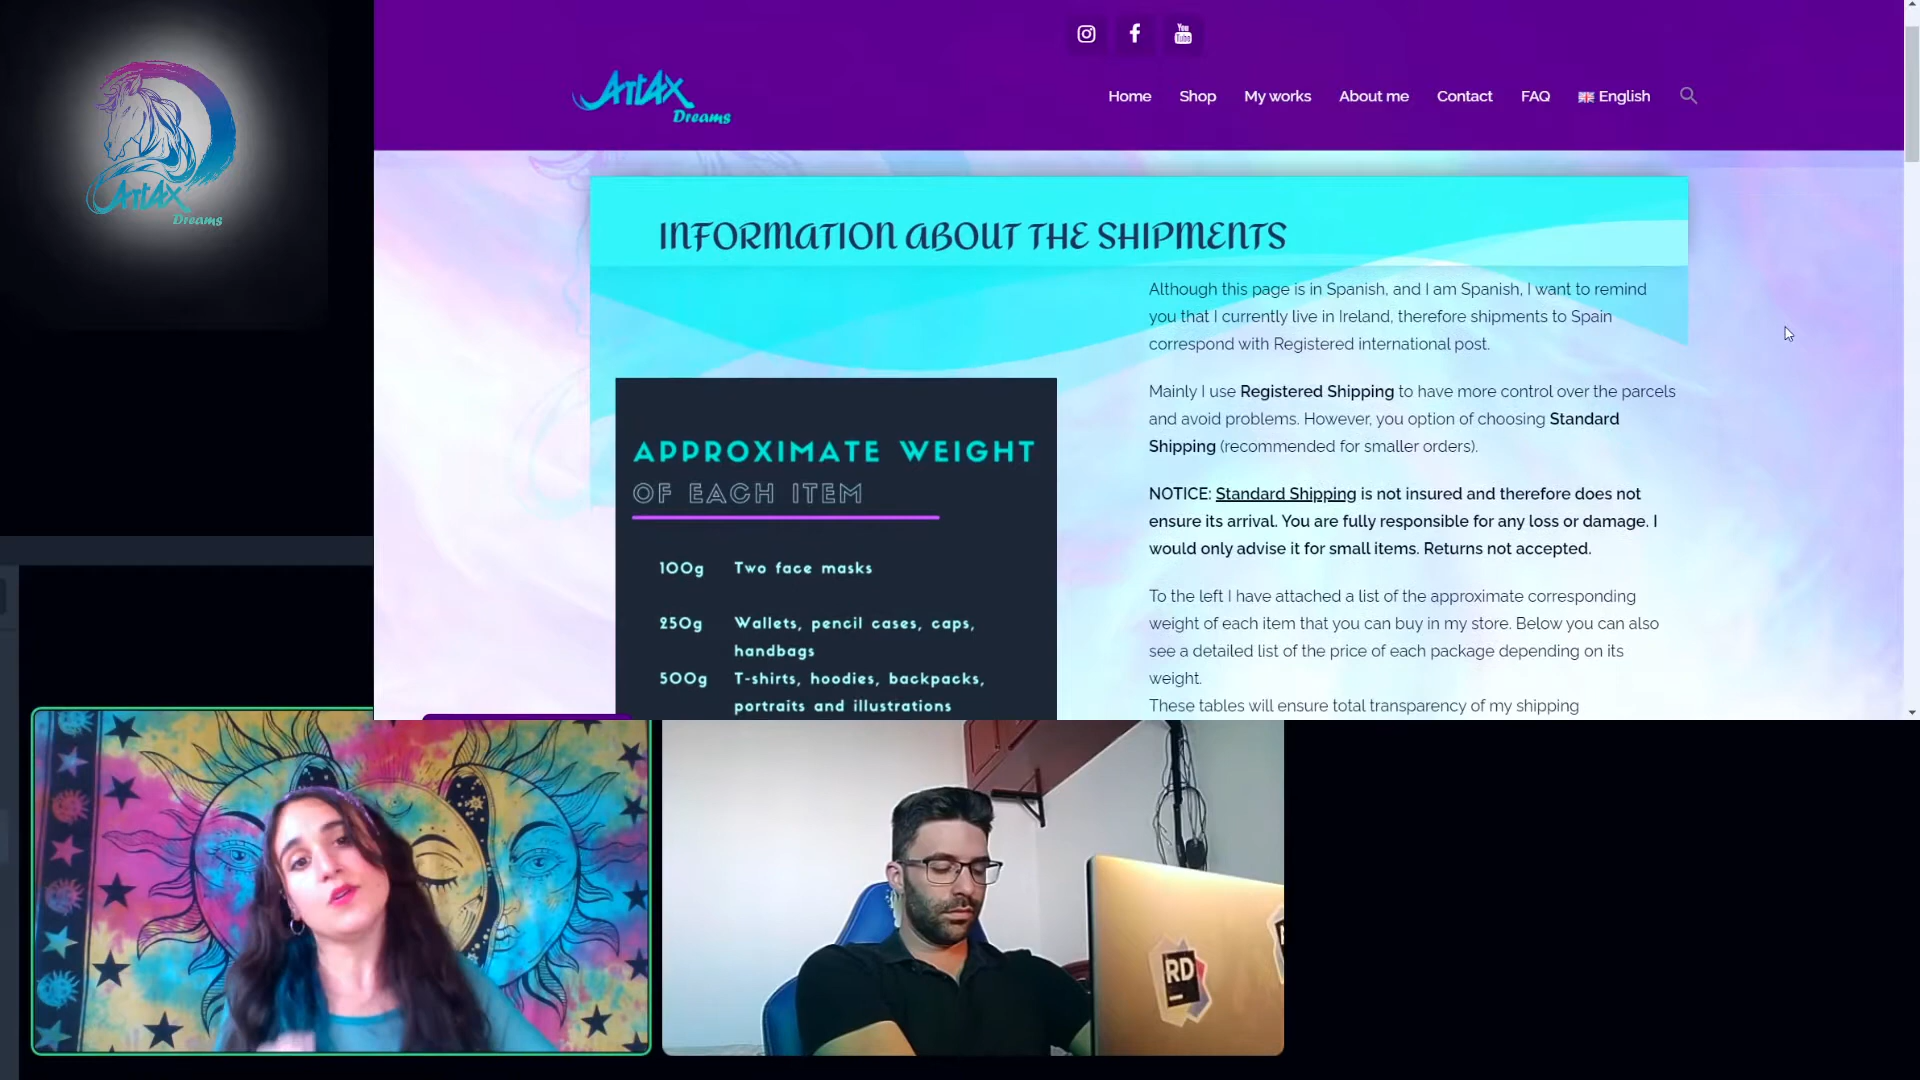 ArtAx
Dreams
ArtAx
Dreams
You
Tube
Home
Shop
My works
About me
Contact
FAQ
English
INFORMATION ABOUT THE SHIPMENTS
Although this page is in Spanish, and I am Spanish, I want to remind
you that I currently live in Ireland, therefore shipments to Spain
correspond with Registered international post.
Mainly I use Registered Shipping to have more control over the parcels
and avoid problems. However, you option of choosing Standard
Shipping (recommended for smaller orders).
NOTICE: Standard Shipping is not insured and therefore does not
ensure its arrival. You are fully responsible for any loss or damage. I
would only advise it for small items. Returns not accepted.
To the left I have attached a list of the approximate corresponding
weight of each item that you can buy in my store. Below you can also
see a detailed list of the price of each package depending on its
weight.
These tables will ensure total transparency of my shipping
APPROXIMATE WEIGHT
OF EACH ITEM
100g Two face masks
250g Wallets, pencil cases, caps,
handbags
500g T-shirts, hoodies, backpacks,
portraits and illustrations
RD